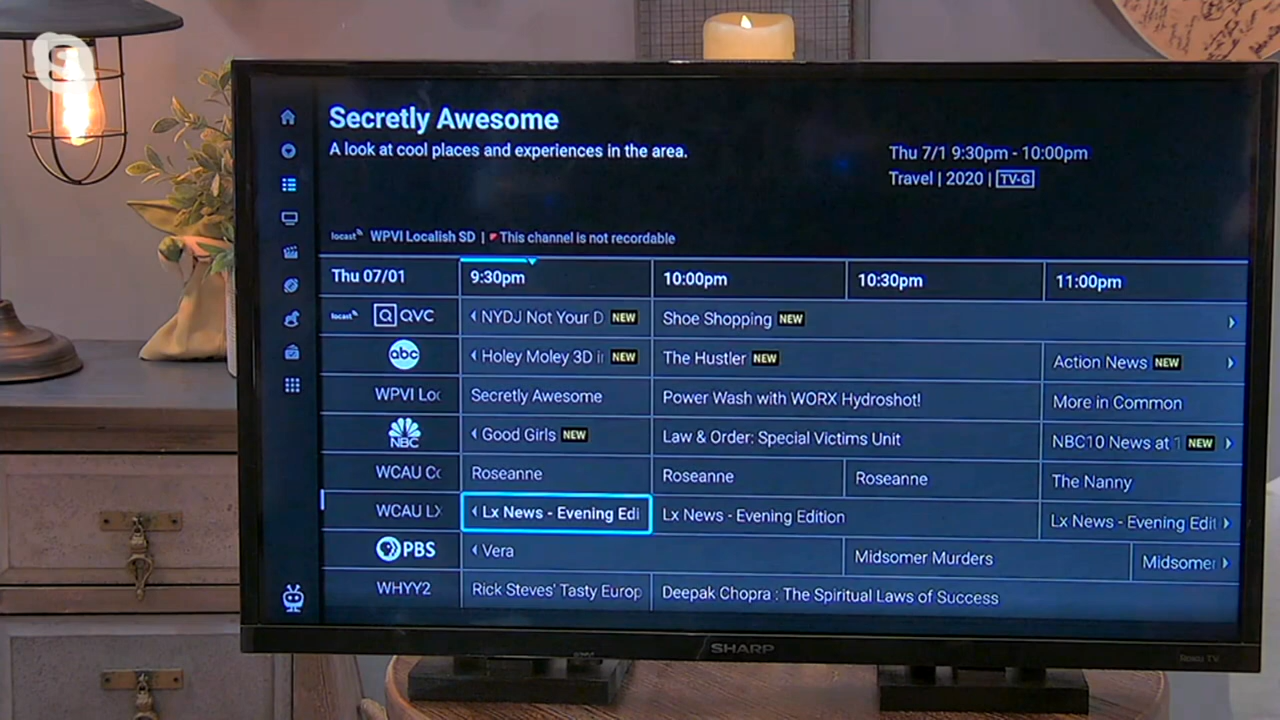 Secretly Awesome
A look at cool places and experiences in the area.
Thu 7/1 9:30pm - 10:00pm
Travel | 2020 | TV-G
locast WPVI Localish SD | This channel is not recordable
Thu 07/01 9:30pm 10:00pm 10:30pm 11:00pm
locast Q QVC NYDJ Not Your D NEW Shoe Shopping NEW
abc Holey Moley 3D i NEW The Hustler NEW Action News NEW
WPVI Lo Secretly Awesome Power Wash with WORX Hydroshot! More in Common
NBC Good Girls NEW Law & Order: Special Victims Unit NBC10 News at 1 NEW
WCAU C Roseanne Roseanne Roseanne The Nanny
WCAU LX Lx News - Evening Edi Lx News - Evening Edition Lx News - Evening Edit
PBS Vera Midsomer Murders Midsomer
WHYY2 Rick Steves' Tasty Europ Deepak Chopra : The Spiritual Laws of Success
SHARP
Roku TV